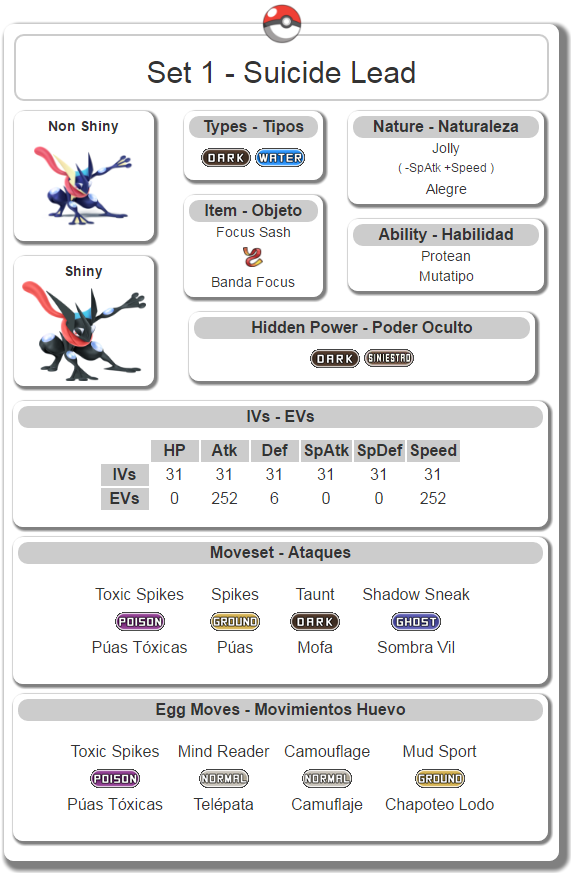 Set 1 - Suicide Lead
Non Shiny
Shiny
Types - Tipos
DARK WATER
Item - Objeto
Focus Sash
Banda Focus
Nature - Naturaleza
Jolly
( -SpAtk +Speed )
Alegre
Ability - Habilidad
Protean
Mutatipo
Hidden Power - Poder Oculto
DARK SINIESTRO
IVs - EVs
HP Atk Def SpAtk SpDef Speed
IVs 31 31 31 31 31 31
EVs 0 252 6 0 0 252
Moveset - Ataques
Toxic Spikes Spikes Taunt Shadow Sneak
POISON GROUND DARK GHOST
Púas Tóxicas Púas Mofa Sombra Vil
Egg Moves - Movimientos Huevo
Toxic Spikes Mind Reader Camouflage Mud Sport
POISON NORMAL NORMAL GROUND
Púas Tóxicas Telépata Camuflaje Chapoteo Lodo